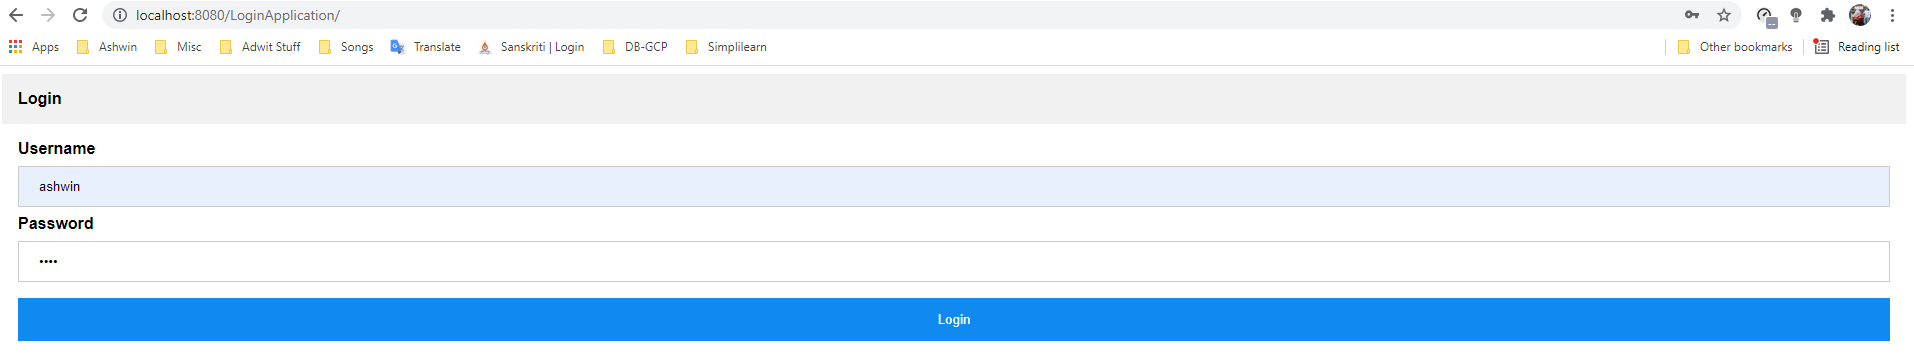 localhost:8080/LoginApplication/
Apps Ashwin Misc Adwit Stuff Songs Translate Sanskriti | Login DB-GCP Simplilearn Other bookmarks Reading list
Login
Username
ashwin
Password
••••
Login